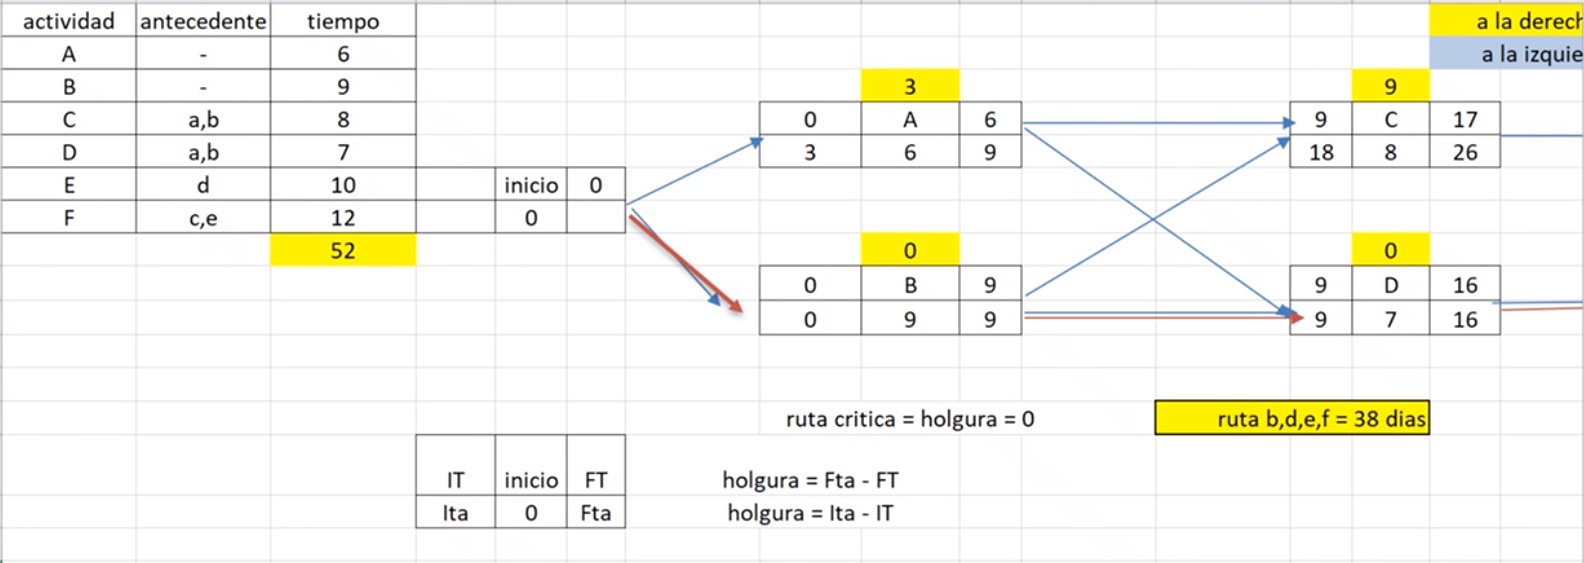 actividad antecedente tiempo a la derech
A - 6 a la izquie
B - 9 3 9
C a,b 8 0 A 6 9 C 17
D a,b 7 3 6 9 18 8 26
E d 10 inicio 0
F c,e 12 0
52 0 0
0 B 9 9 D 16
0 9 9 9 7 16
ruta critica = holgura = 0 ruta b,d,e,f = 38 dias
IT inicio FT holgura = Fta - FT
Ita 0 Fta holgura = Ita - IT